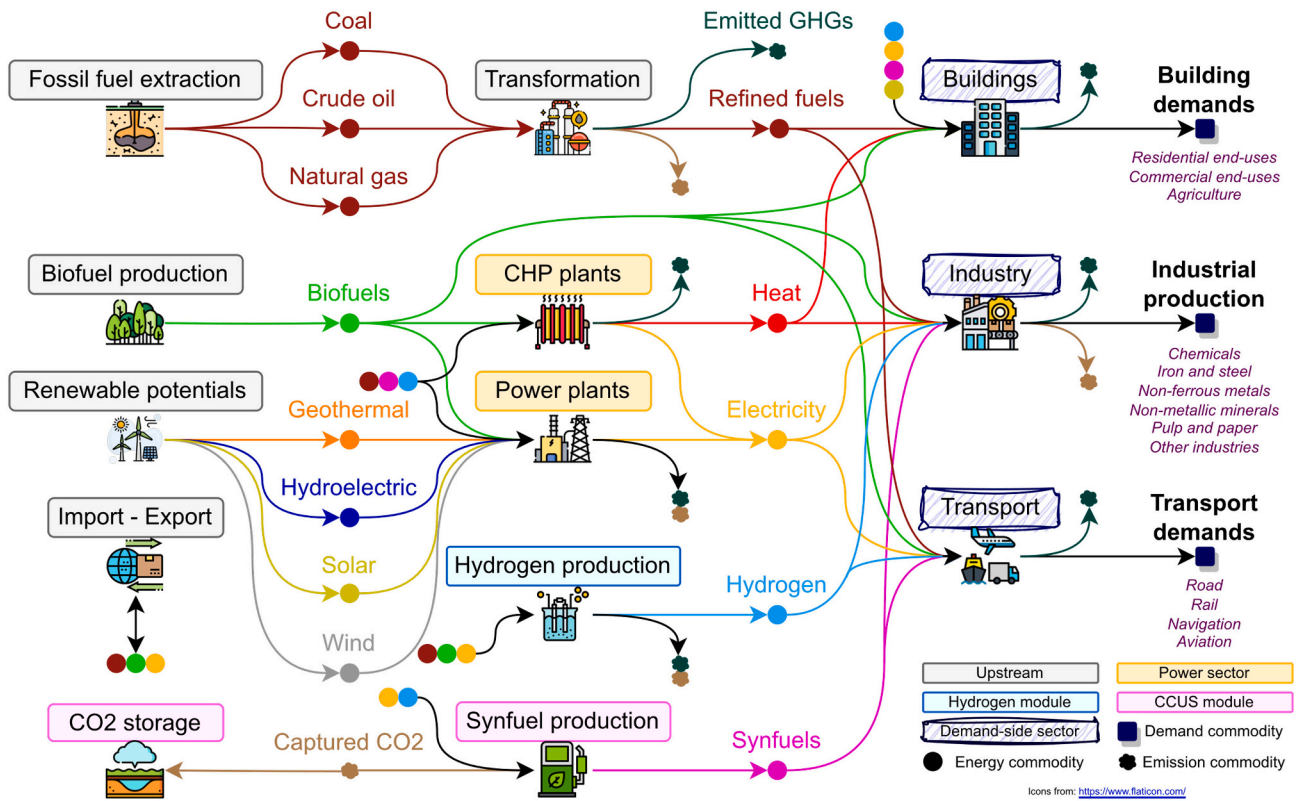 Coal
Emitted GHGs
Fossil fuel extraction
Transformation
Buildings
Building
demands
Crude oil
Refined fuels
Natural gas
Residential end-uses
Commercial end-uses
Agriculture
Biofuel production
CHP plants
Industry
Industrial
production
Biofuels
Heat
Chemicals
Iron and steel
Non-ferrous metals
Non-metallic minerals
Pulp and paper
Other industries
Renewable potentials
Geothermal
Power plants
Electricity
Hydroelectric
Import - Export
Transport
Transport
demands
Solar
Hydrogen production
Hydrogen
Road
Rail
Navigation
Aviation
Wind
Upstream
Power sector
Hydrogen module
CCUS module
CO2 storage
Captured CO2
Synfuel production
Synfuels
Demand-side sector
Demand commodity
Energy commodity
Emission commodity
Icons from: https://www.flaticon.com/